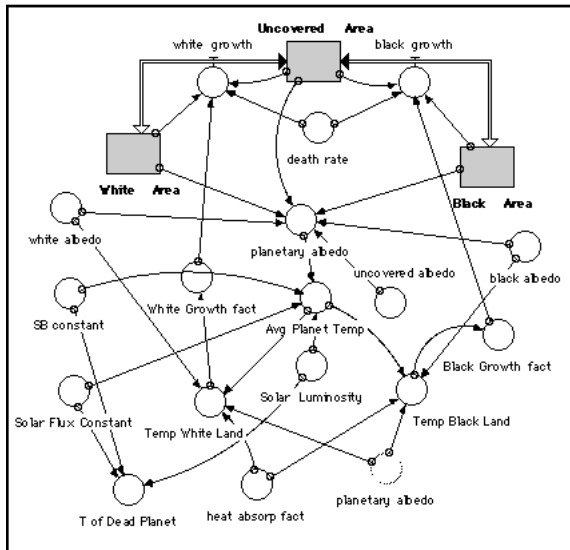 Uncovered Area
white growth
black growth
death rate
White Area
Black Area
white albedo
planetary albedo
uncovered albedo
black albedo
White Growth fact
SB constant
Avg Planet Temp
Black Growth fact
Solar Luminosity
Solar Flux Constant
Temp White Land
Temp Black Land
T of Dead Planet
heat absorp fact
planetary albedo